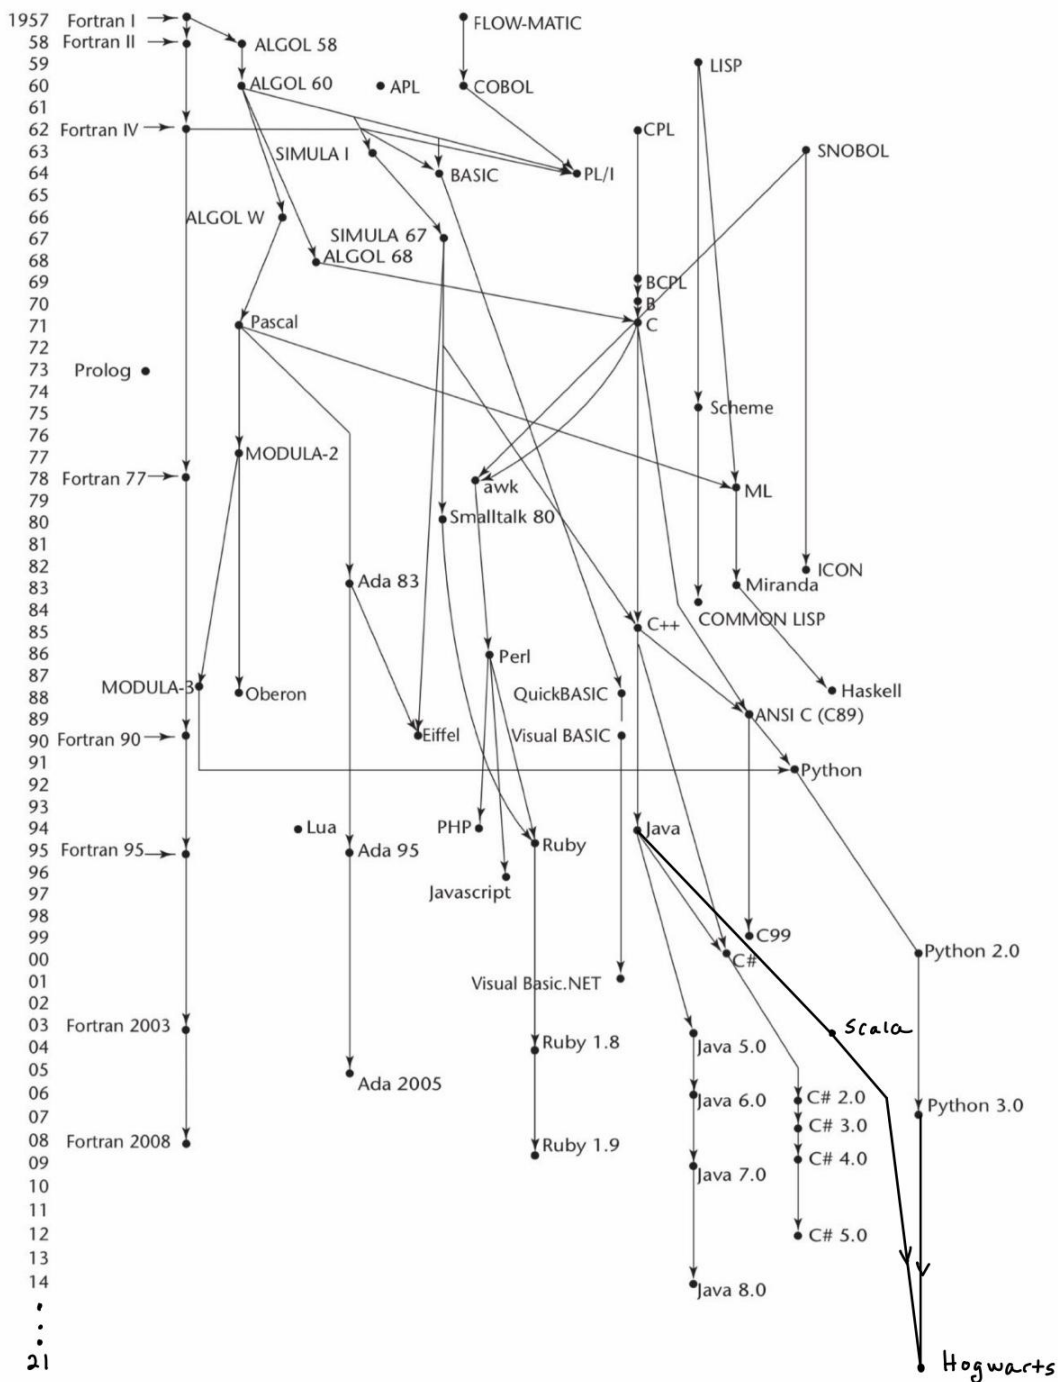 1957 Fortran I FLOW-MATIC
58 Fortran II ALGOL 58
59 LISP
60 ALGOL 60 APL COBOL
61
62 Fortran IV CPL
63 SIMULA I SNOBOL
64 BASIC PL/I
65
66 ALGOL W
67 SIMULA 67
68 ALGOL 68
69 BCPL
70 B
71 Pascal C
72
73 Prolog
74
75 Scheme
76
77 MODULA-2
78 Fortran 77 awk ML
79
80 Smalltalk 80
81
82 ICON
83 Ada 83 Miranda
84 COMMON LISP
85 C++
86 Perl
87 MODULA-3
88 Oberon QuickBASIC Haskell
89 ANSI C (C89)
90 Fortran 90 Eiffel Visual BASIC
91 Python
92
93
94 Lua PHP Java
95 Fortran 95 Ada 95 Ruby
96
97 Javascript
98
99 C99
00 C# Python 2.0
01 Visual Basic.NET
02
03 Fortran 2003 Scala
04 Ruby 1.8 Java 5.0
05 Ada 2005
06 Java 6.0 C# 2.0 Python 3.0
07 C# 3.0
08 Fortran 2008 Ruby 1.9
09 Java 7.0 C# 4.0
10
11
12 C# 5.0
13
14 Java 8.0
21 Hogwarts